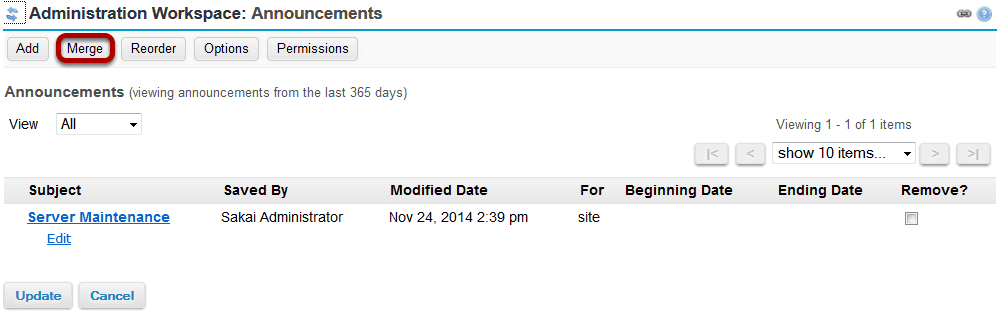 Administration Workspace: Announcements
Add Merge Reorder Options Permissions
Announcements (viewing announcements from the last 365 days)
View All Viewing 1 - 1 of 1 items
|< < show 10 items... > >|
Subject Saved By Modified Date For Beginning Date Ending Date Remove?
Server Maintenance Sakai Administrator Nov 24, 2014 2:39 pm site
Edit
Update Cancel